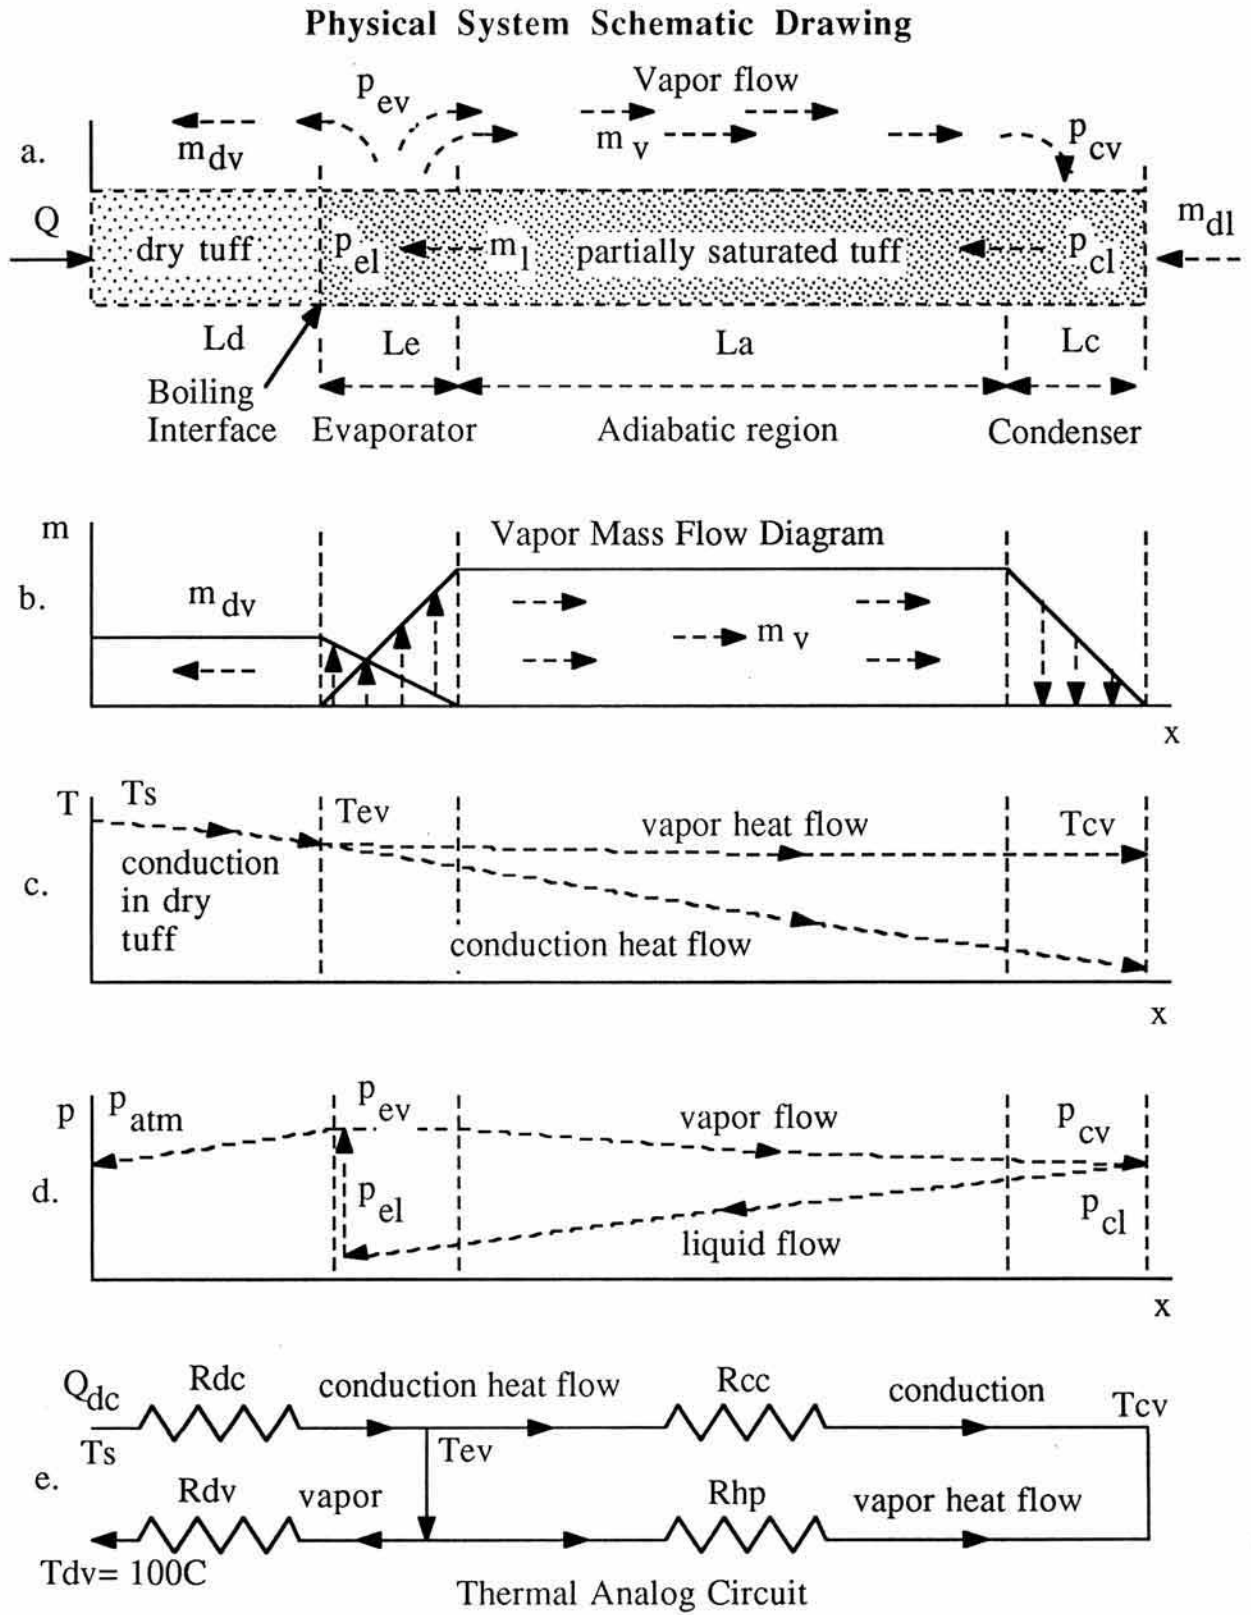 Physical System Schematic Drawing
p ev
Vapor flow
m dv
m v
p cv
a.
Q
dry tuff
p el
m l
partially saturated tuff
p cl
m dl
Ld
Le
La
Lc
Boiling
Interface
Evaporator
Adiabatic region
Condenser
m
Vapor Mass Flow Diagram
b.
m dv
m v
x
T
Ts
Tev
vapor heat flow
Tcv
c.
conduction
in dry
tuff
conduction heat flow
x
p
p atm
p ev
vapor flow
p cv
d.
p el
liquid flow
p cl
x
Q dc
Rdc
conduction heat flow
Rcc
conduction
Tcv
Ts
Tev
e.
Rdv
vapor
Rhp
vapor heat flow
Tdv= 100C
Thermal Analog Circuit